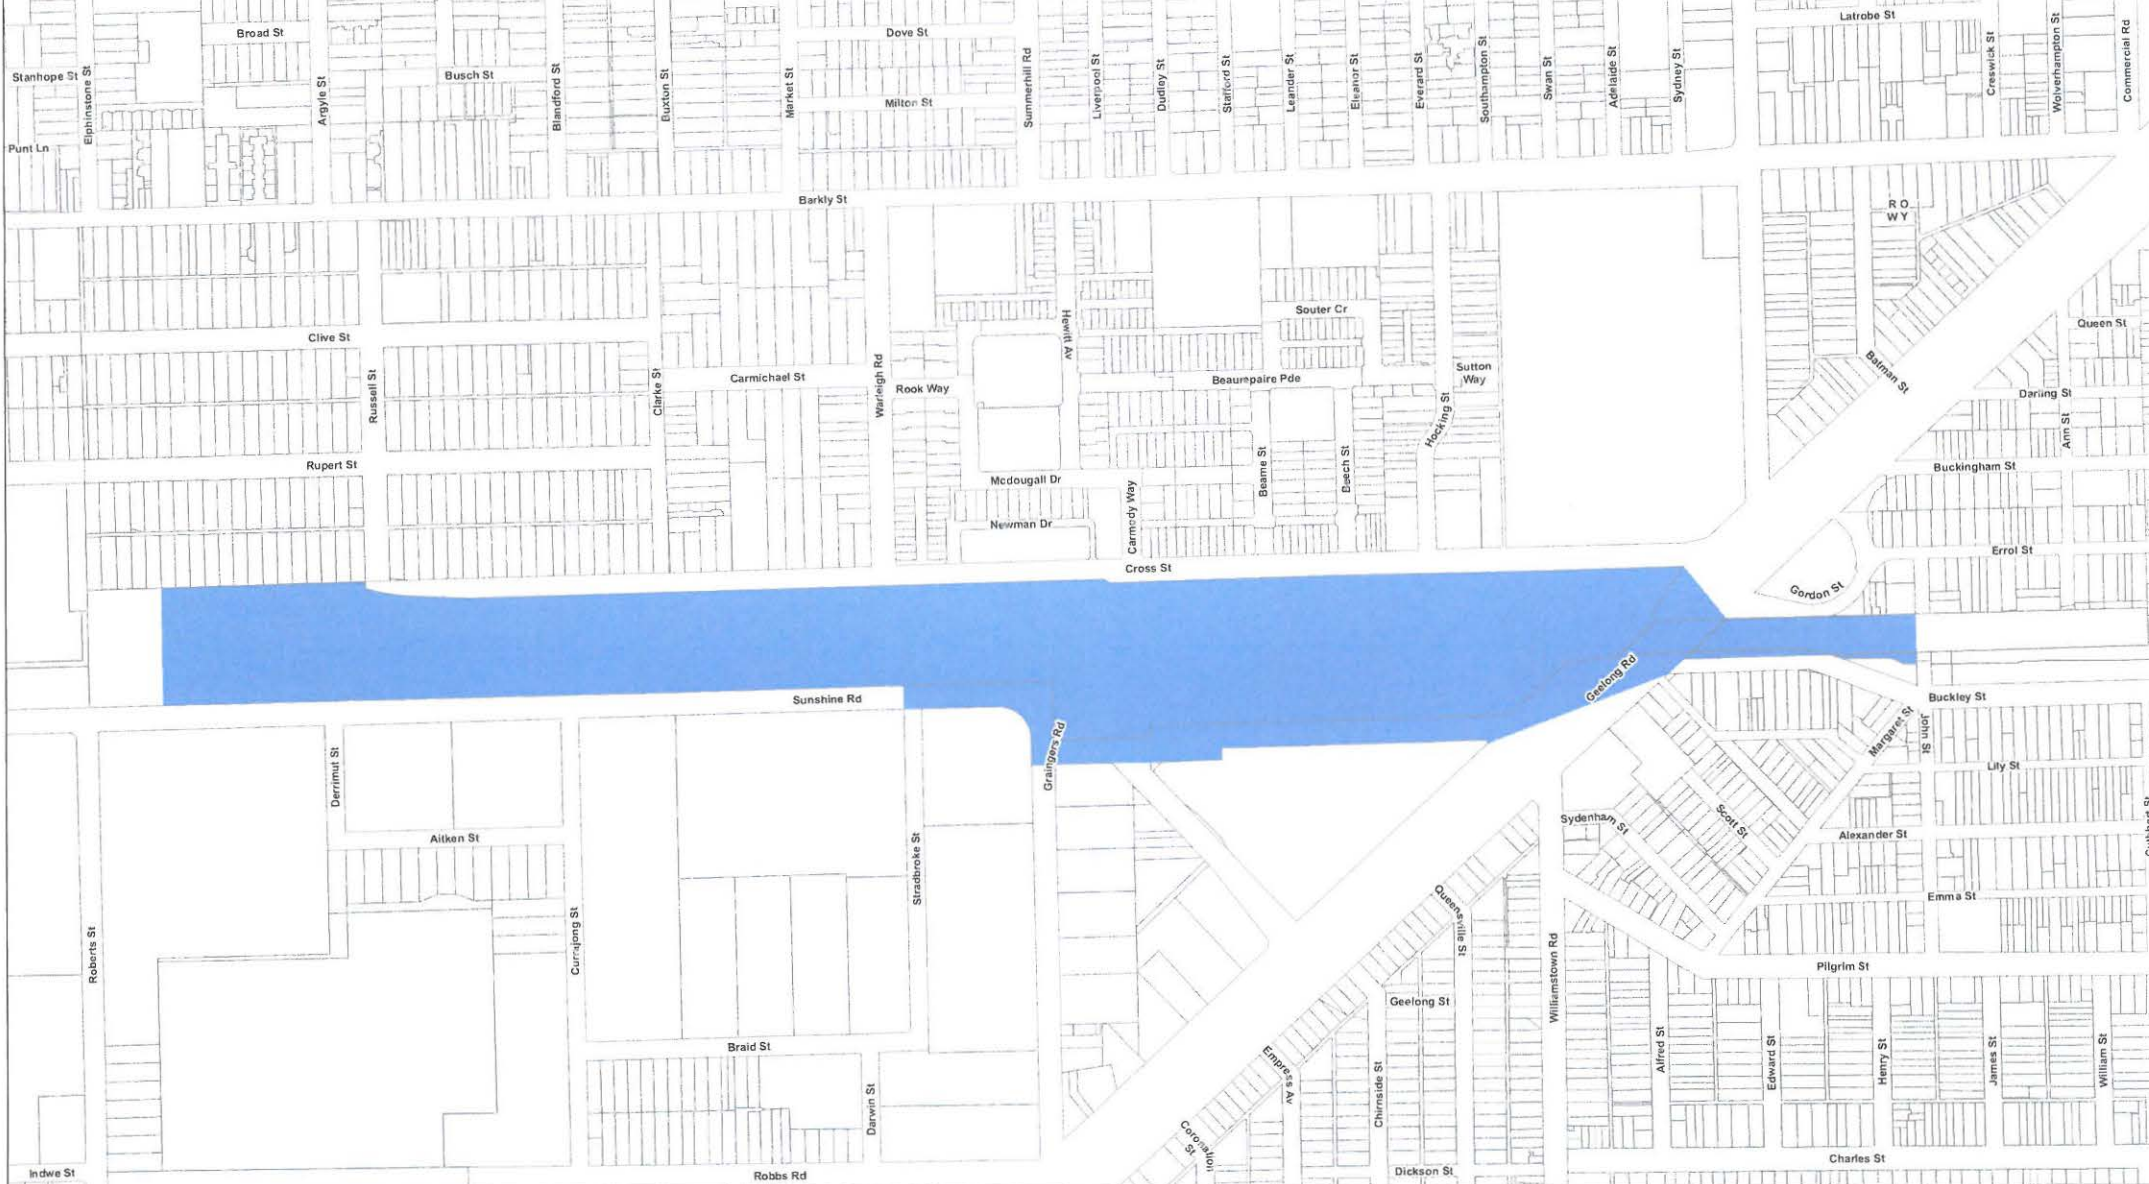 Latrobe St
Broad St
Dove St
Stanhope St
Elphinstone St
Argyle St
Busch St
Blandford St
Buxton St
Market St
Milton St
Summerhill Rd
Liverpool St
Dudley St
Stafford St
Leander St
Eleanor St
Everard St
Southampton St
Swan St
Adelaide St
Sydney St
Creswick St
Wolverhampton St
Commercial Rd
Punt Ln
Barkly St
R O
W Y
Clive St
Hewitt Av
Souter Cr
Queen St
Russell St
Clarke St
Carmichael St
Warleigh Rd
Rook Way
Beaurepaire Pde
Sutton
Way
Hocking St
Batman St
Darling St
Ann St
Rupert St
Mcdougall Dr
Newman Dr
Carmody Way
Beame St
Beech St
Buckingham St
Cross St
Errol St
Gordon St
Sunshine Rd
Geelong Rd
Buckley St
Graingers Rd
Margaret St
John St
Lily St
Derrimut St
Aitken St
Stradbroke St
Sydenham St
Scott St
Alexander St
Emma St
Roberts St
Currajong St
Queensville St
Williamstown Rd
Pilgrim St
Geelong St
Braid St
Darwin St
Empress Av
Chirnside St
Alfred St
Edward St
Henry St
James St
William St
Coronation
St
Indwe St
Robbs Rd
Dickson St
Charles St